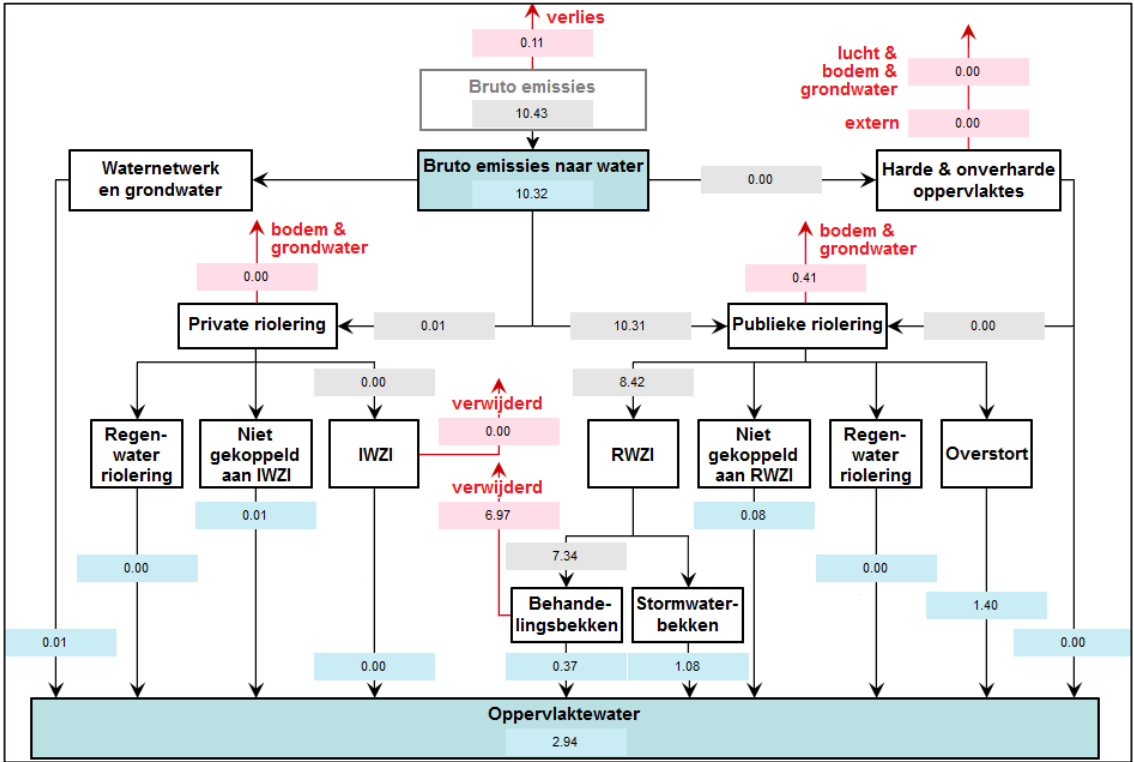 verlies
0.11
Bruto emissies
10.43
lucht &
bodem &
grondwater
0.00
extern
0.00
Waternetwerk
en grondwater
Bruto emissies naar water
10.32
0.00
Harde & onverharde
oppervlaktes
bodem &
grondwater
0.00
bodem &
grondwater
0.41
Private riolering
0.01
10.31
Publieke riolering
0.00
0.00
8.42
Regen-
water
riolering
Niet
gekoppeld
aan IWZI
IWZI
verwijderd
0.00
RWZI
Niet
gekoppeld
aan RWZI
Regen-
water
riolering
Overstort
verwijderd
6.97
0.01
0.08
0.00
7.34
0.00
Behande-
lingsbekken
Stormwater-
bekken
1.40
0.01
0.00
0.00
0.37
1.08
Oppervlaktewater
2.94